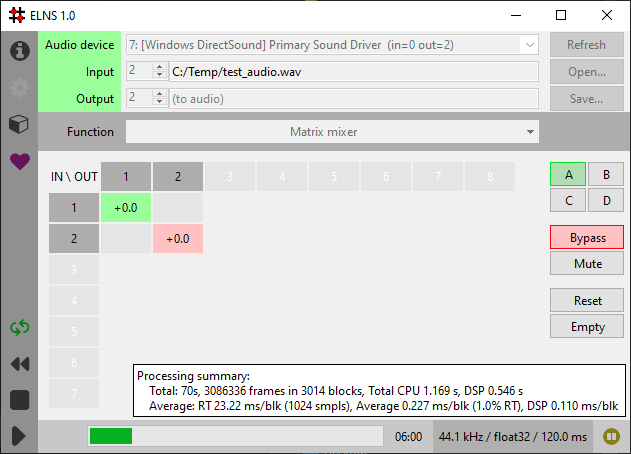 ELNS 1.0
Audio device 7: [Windows DirectSound] Primary Sound Driver (in=0 out=2) Refresh
Input 2 C:/Temp/test_audio.wav Open...
Output 2 (to audio) Save...
Function Matrix mixer
IN \ OUT 1 2 3 4 5 6 7 8 A B
1 +0.0 C D
2 +0.0 Bypass
3 Mute
4 Reset
5 Empty
6
7
Processing summary:
Total: 70s, 3086336 frames in 3014 blocks, Total CPU 1.169 s, DSP 0.546 s
Average: RT 23.22 ms/blk (1024 smpls), Average 0.227 ms/blk (1.0% RT), DSP 0.110 ms/blk
06:00 44.1 kHz / float32 / 120.0 ms